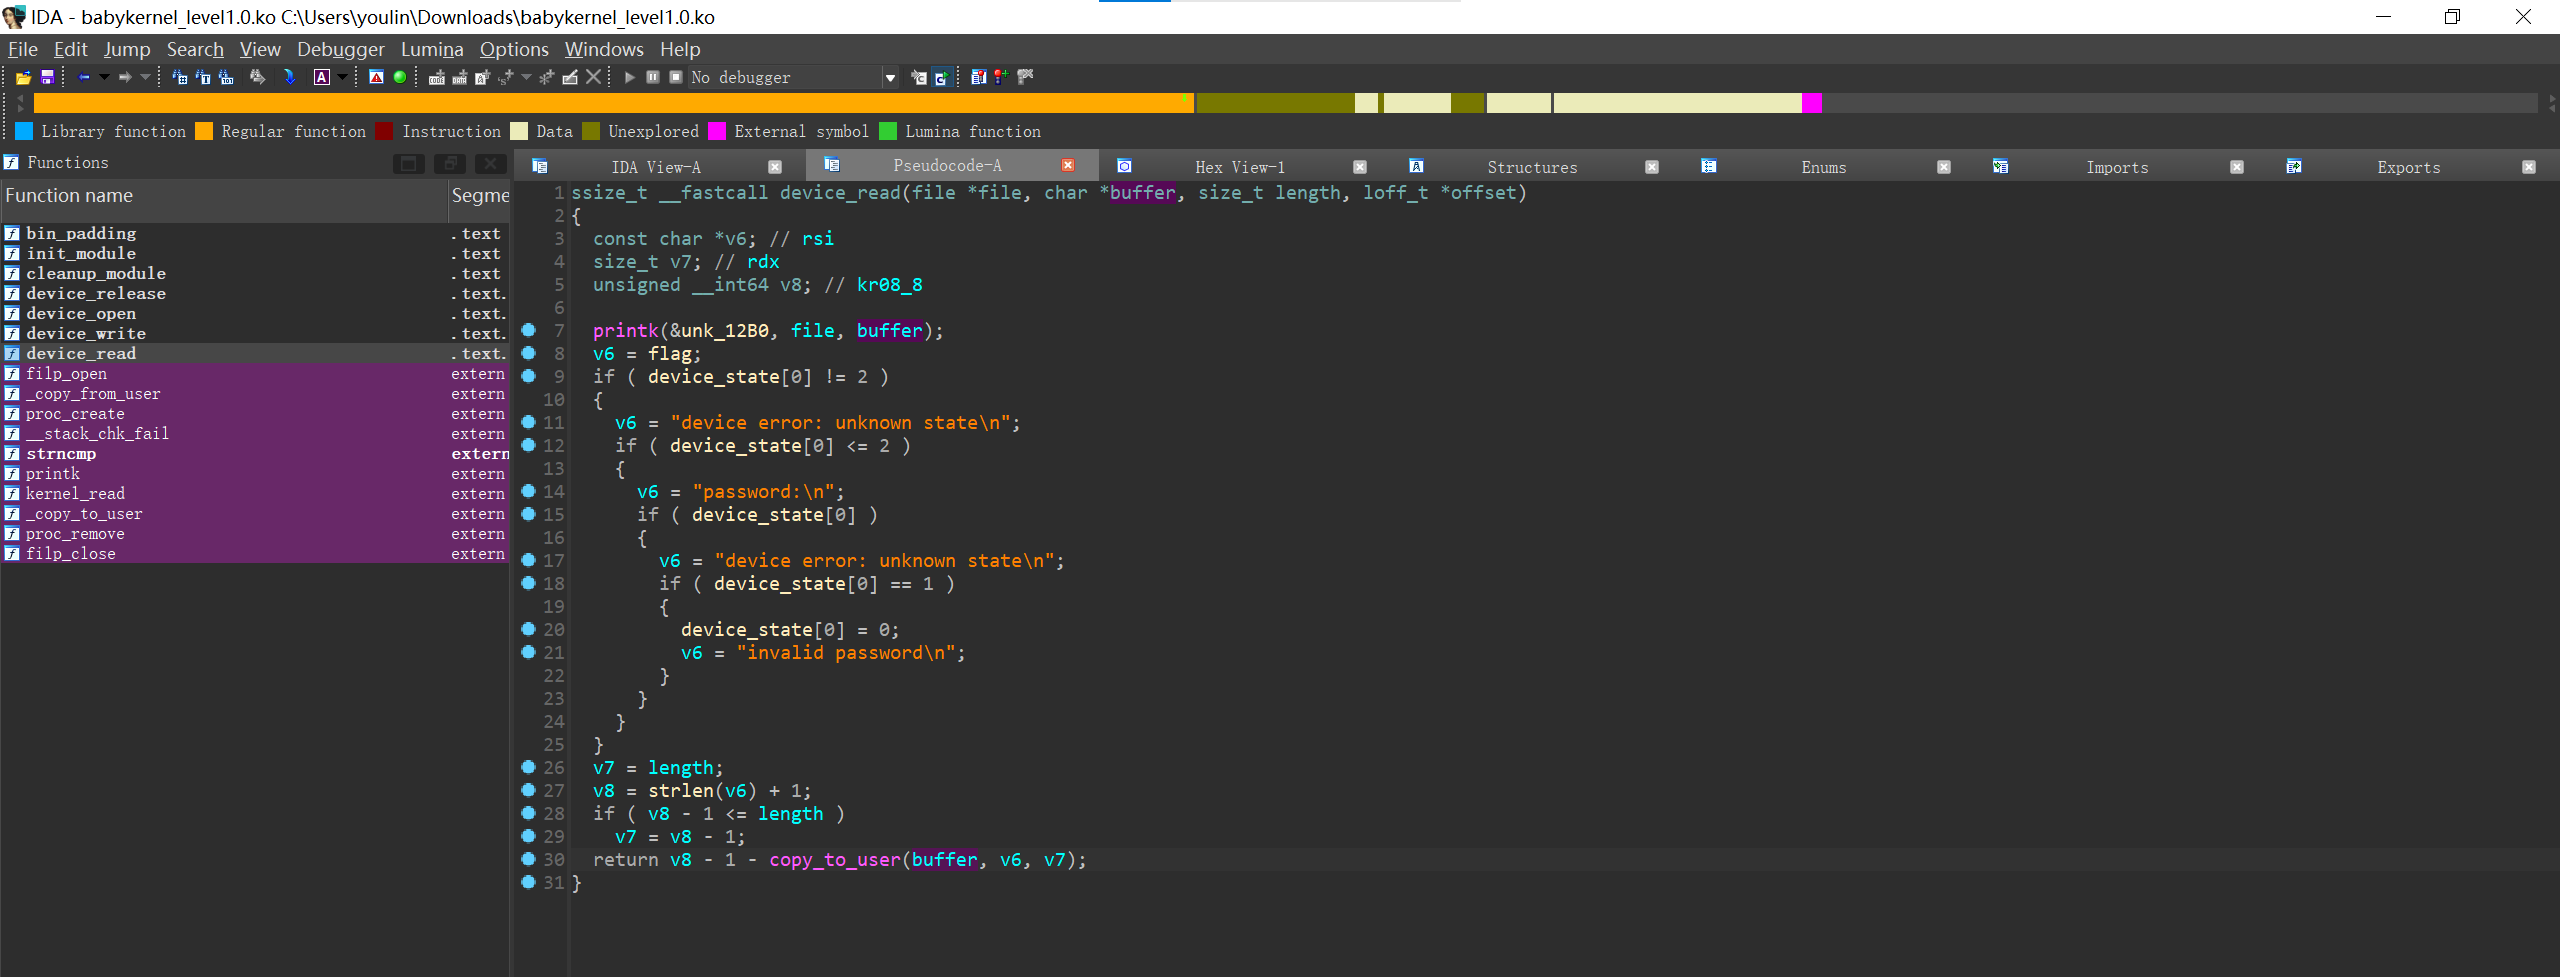 IDA - babykernel_level1.0.ko C:\Users\youlin\Downloads\babykernel_level1.0.ko
File Edit Jump Search View Debugger Lumina Options Windows Help
No debugger
Library function Regular function Instruction Data Unexplored External symbol Lumina function
Functions
Function name Segme
bin_padding .text
init_module .text
cleanup_module .text
device_release .text.
device_open .text.
device_write .text.
device_read .text.
filp_open extern
_copy_from_user extern
proc_create extern
__stack_chk_fail extern
strncmp extern
printk extern
kernel_read extern
_copy_to_user extern
proc_remove extern
filp_close extern
IDA View-A Pseudocode-A Hex View-1 Structures Enums Imports Exports
1 ssize_t __fastcall device_read(file *file, char *buffer, size_t length, loff_t *offset)
2 {
3 const char *v6; // rsi
4 size_t v7; // rdx
5 unsigned __int64 v8; // kr08_8
6
7 printk(&unk_12B0, file, buffer);
8 v6 = flag;
9 if ( device_state[0] != 2 )
10 {
11 v6 = "device error: unknown state\n";
12 if ( device_state[0] <= 2 )
13 {
14 v6 = "password:\n";
15 if ( device_state[0] )
16 {
17 v6 = "device error: unknown state\n";
18 if ( device_state[0] == 1 )
19 {
20 device_state[0] = 0;
21 v6 = "invalid password\n";
22 }
23 }
24 }
25 }
26 v7 = length;
27 v8 = strlen(v6) + 1;
28 if ( v8 - 1 <= length )
29 v7 = v8 - 1;
30 return v8 - 1 - copy_to_user(buffer, v6, v7);
31 }